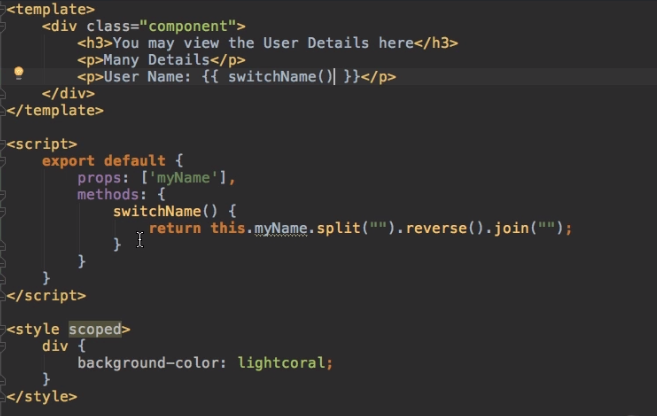 <template>
    <div class="component">
        <h3>You may view the User Details here</h3>
        <p>Many Details</p>
        <p>User Name: {{ switchName() }}</p>
    </div>
</template>

<script>
    export default {
        props: ['myName'],
        methods: {
            switchName() {
                return this.myName.split("").reverse().join("");
            }
        }
    }
</script>

<style scoped>
    div {
        background-color: lightcoral;
    }
</style>